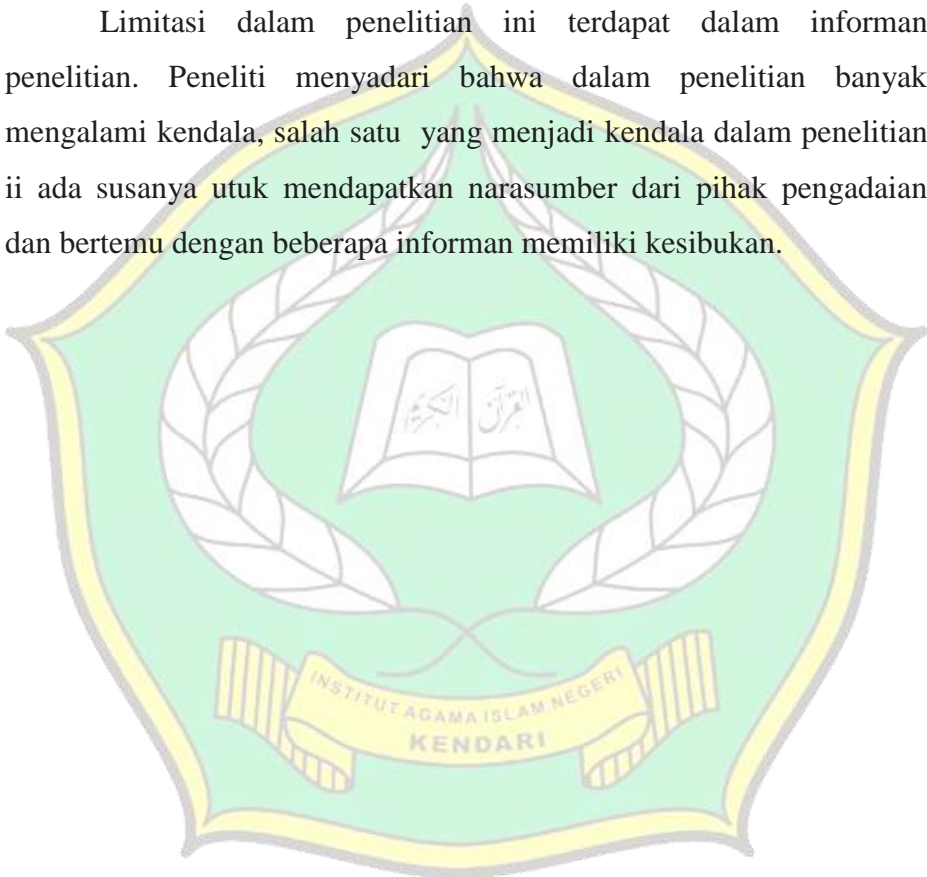 Limitasi dalam penelitian ini terdapat dalam informan
penelitian. Peneliti menyadari bahwa dalam penelitian banyak
mengalami kendala, salah satu yang menjadi kendala dalam penelitian
ii ada susanya utuk mendapatkan narasumber dari pihak pengadaian
dan bertemu dengan beberapa informan memiliki kesibukan.
القرآن الكريم
INSTITUT AGAMA ISLAM NEGERI
KENDARI